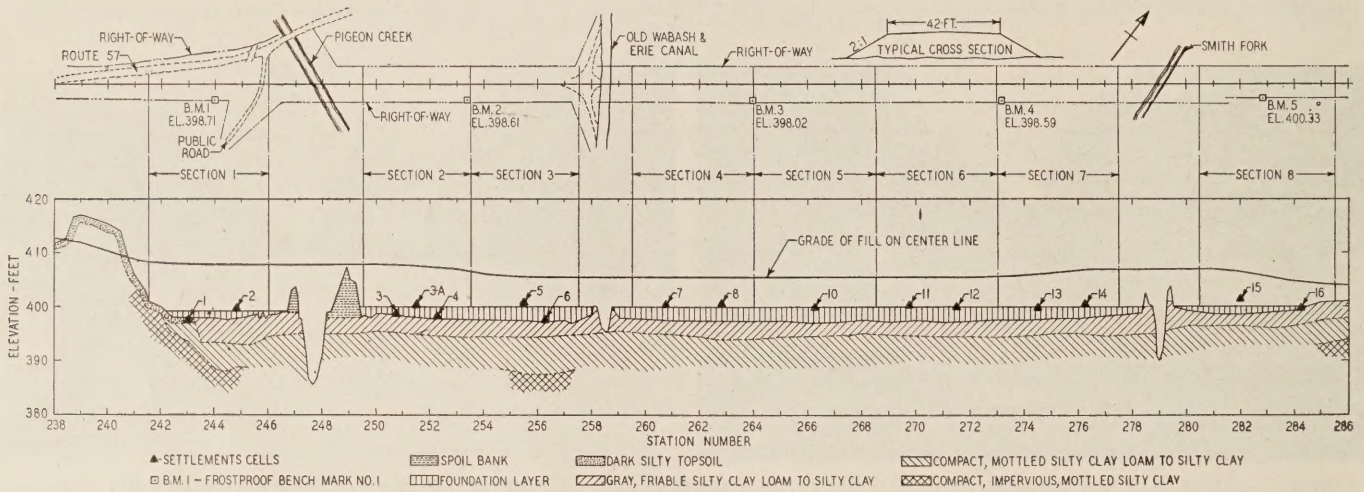 RIGHT-OF-WAY
ROUTE 57
PIGEON CREEK
OLD WABASH &
ERIE CANAL
RIGHT-OF-WAY
42-FT.
2:1
TYPICAL CROSS SECTION
SMITH FORK
B.M.1
EL.398.71
PUBLIC
ROAD
RIGHT-OF-WAY
B.M.2
EL.398.61
B.M.3
EL.398.02
B.M.4
EL.398.59
B.M.5
EL.400.33
SECTION 1
SECTION 2
SECTION 3
SECTION 4
SECTION 5
SECTION 6
SECTION 7
SECTION 8
420
410
400
390
380
ELEVATION-FEET
GRADE OF FILL ON CENTER LINE
1
2
3
3-A
4
5
6
7
8
10
11
12
13
14
15
16
238 240 242 244 246 248 250 252 254 256 258 260 262 264 266 268 270 272 274 276 278 280 282 284 286
STATION NUMBER
SETTLEMENTS CELLS
SPOIL BANK
DARK SILTY TOPSOIL
COMPACT, MOTTLED SILTY CLAY LOAM TO SILTY CLAY
B.M.1 - FROSTPROOF BENCH MARK NO.1
FOUNDATION LAYER
GRAY, FRIABLE SILTY CLAY LOAM TO SILTY CLAY
COMPACT, IMPERVIOUS, MOTTLED SILTY CLAY